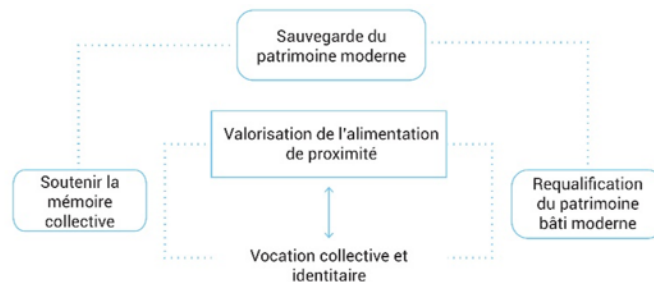 Sauvegarde du
patrimoine moderne
Valorisation de l'alimentation
de proximité
Soutenir la
mémoire
collective
Requalification
du patrimoine
bâti moderne
Vocation collective et
identitaire